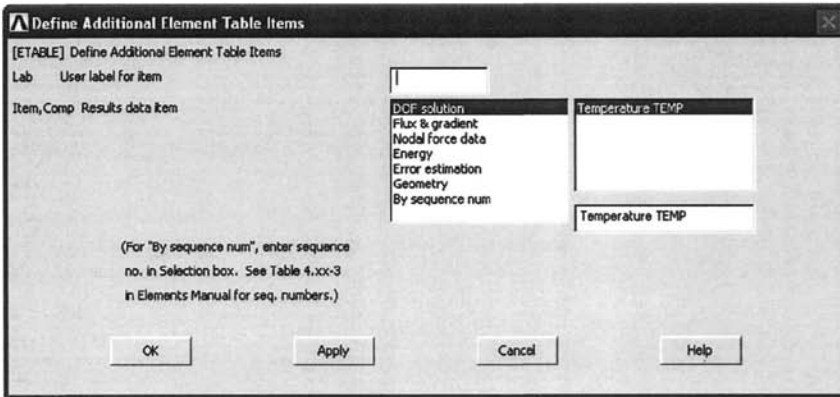 Define Additional Element Table Items
[ETABLE] Define Additional Element Table Items
Lab User label for item
Item,Comp Results data item
DOF solution
Flux & gradient
Nodal force data
Energy
Error estimation
Geometry
By sequence num
Temperature TEMP
Temperature TEMP
(For "By sequence num", enter sequence
no. in Selection box. See Table 4.xx-3
in Elements Manual for seq. numbers.)
OK Apply Cancel Help